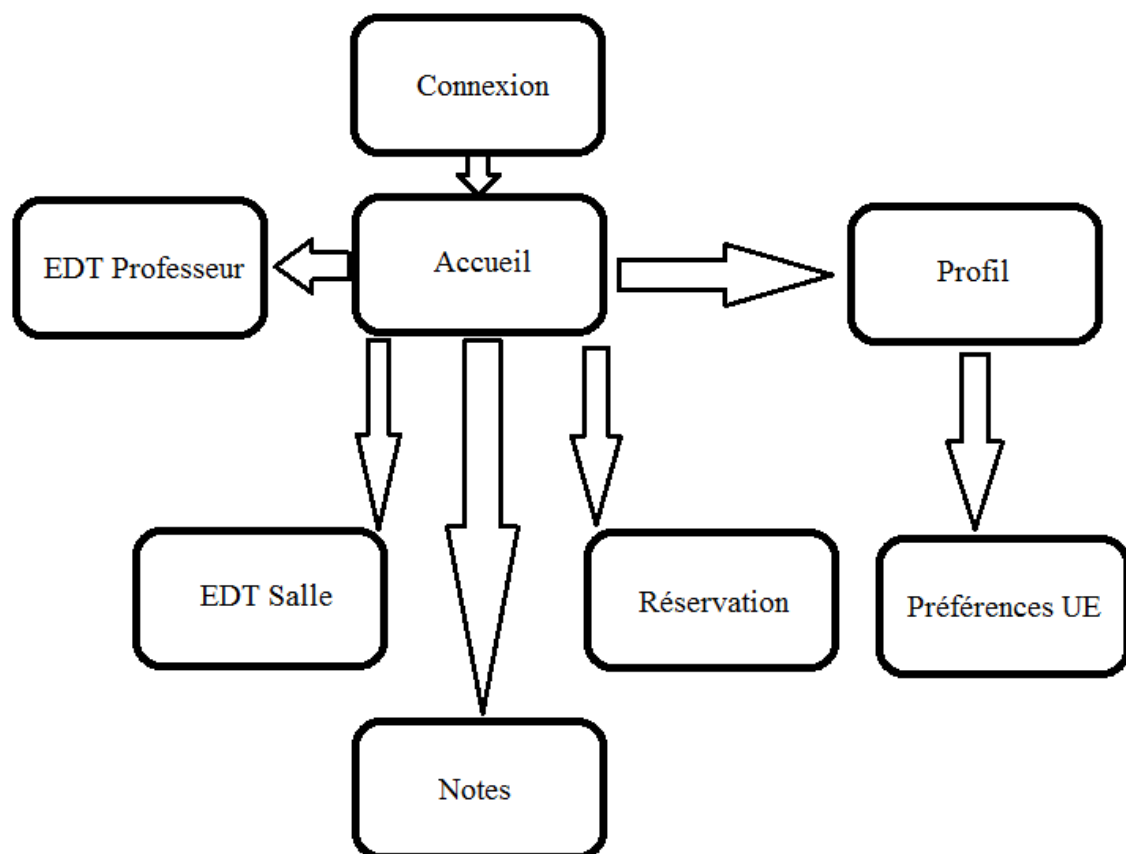 Connexion
EDT Professeur
Accueil
Profil
EDT Salle
Réservation
Préférences UE
Notes